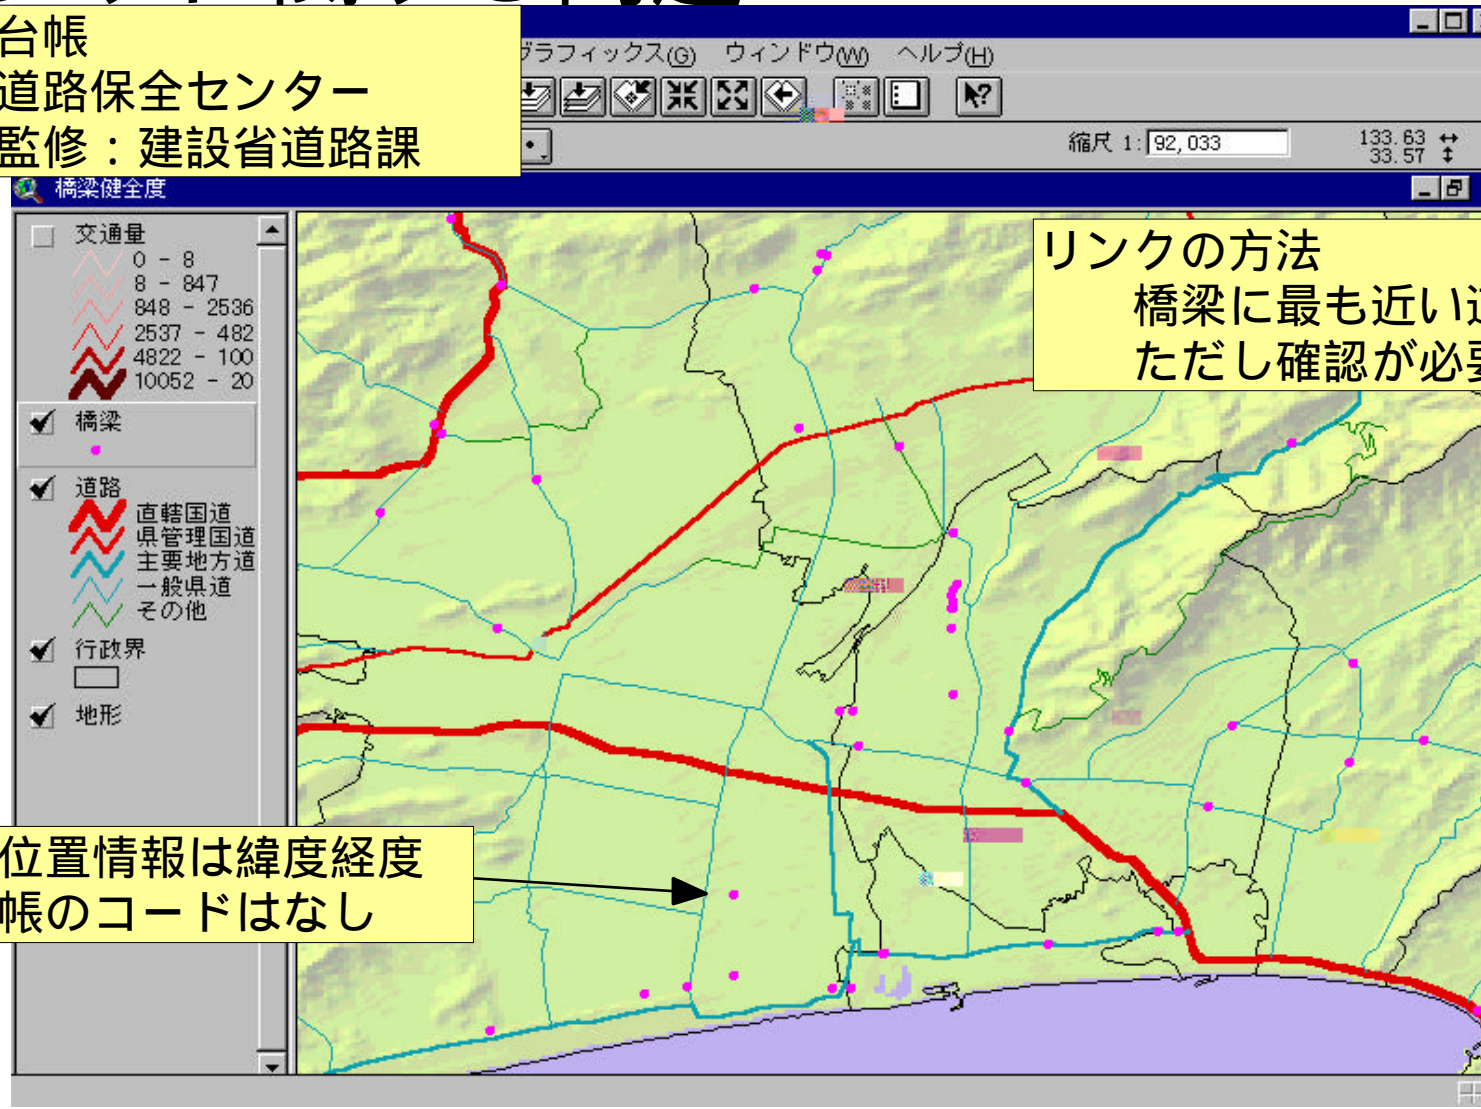 台帳
道路保全センター
監修：建設省道路課
グラフィックス(G) ウィンドウ(W) ヘルプ(H)
縮尺 1: 92,033
133.63
33.57
橋梁健全度
交通量
0 - 8
8 - 847
848 - 2536
2537 - 482
4822 - 100
10052 - 20
橋梁
道路
直轄国道
県管理国道
主要地方道
一般県道
その他
行政界
地形
リンクの方法
橋梁に最も近い
ただし確認が必要
位置情報は緯度経度
帳のコードはなし